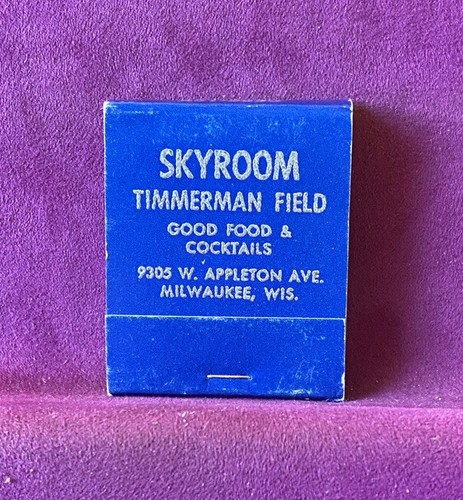 SKYROOM
TIMMERMAN FIELD
GOOD FOOD &
COCKTAILS
9305 W. APPLETON AVE.
MILWAUKEE, WIS.